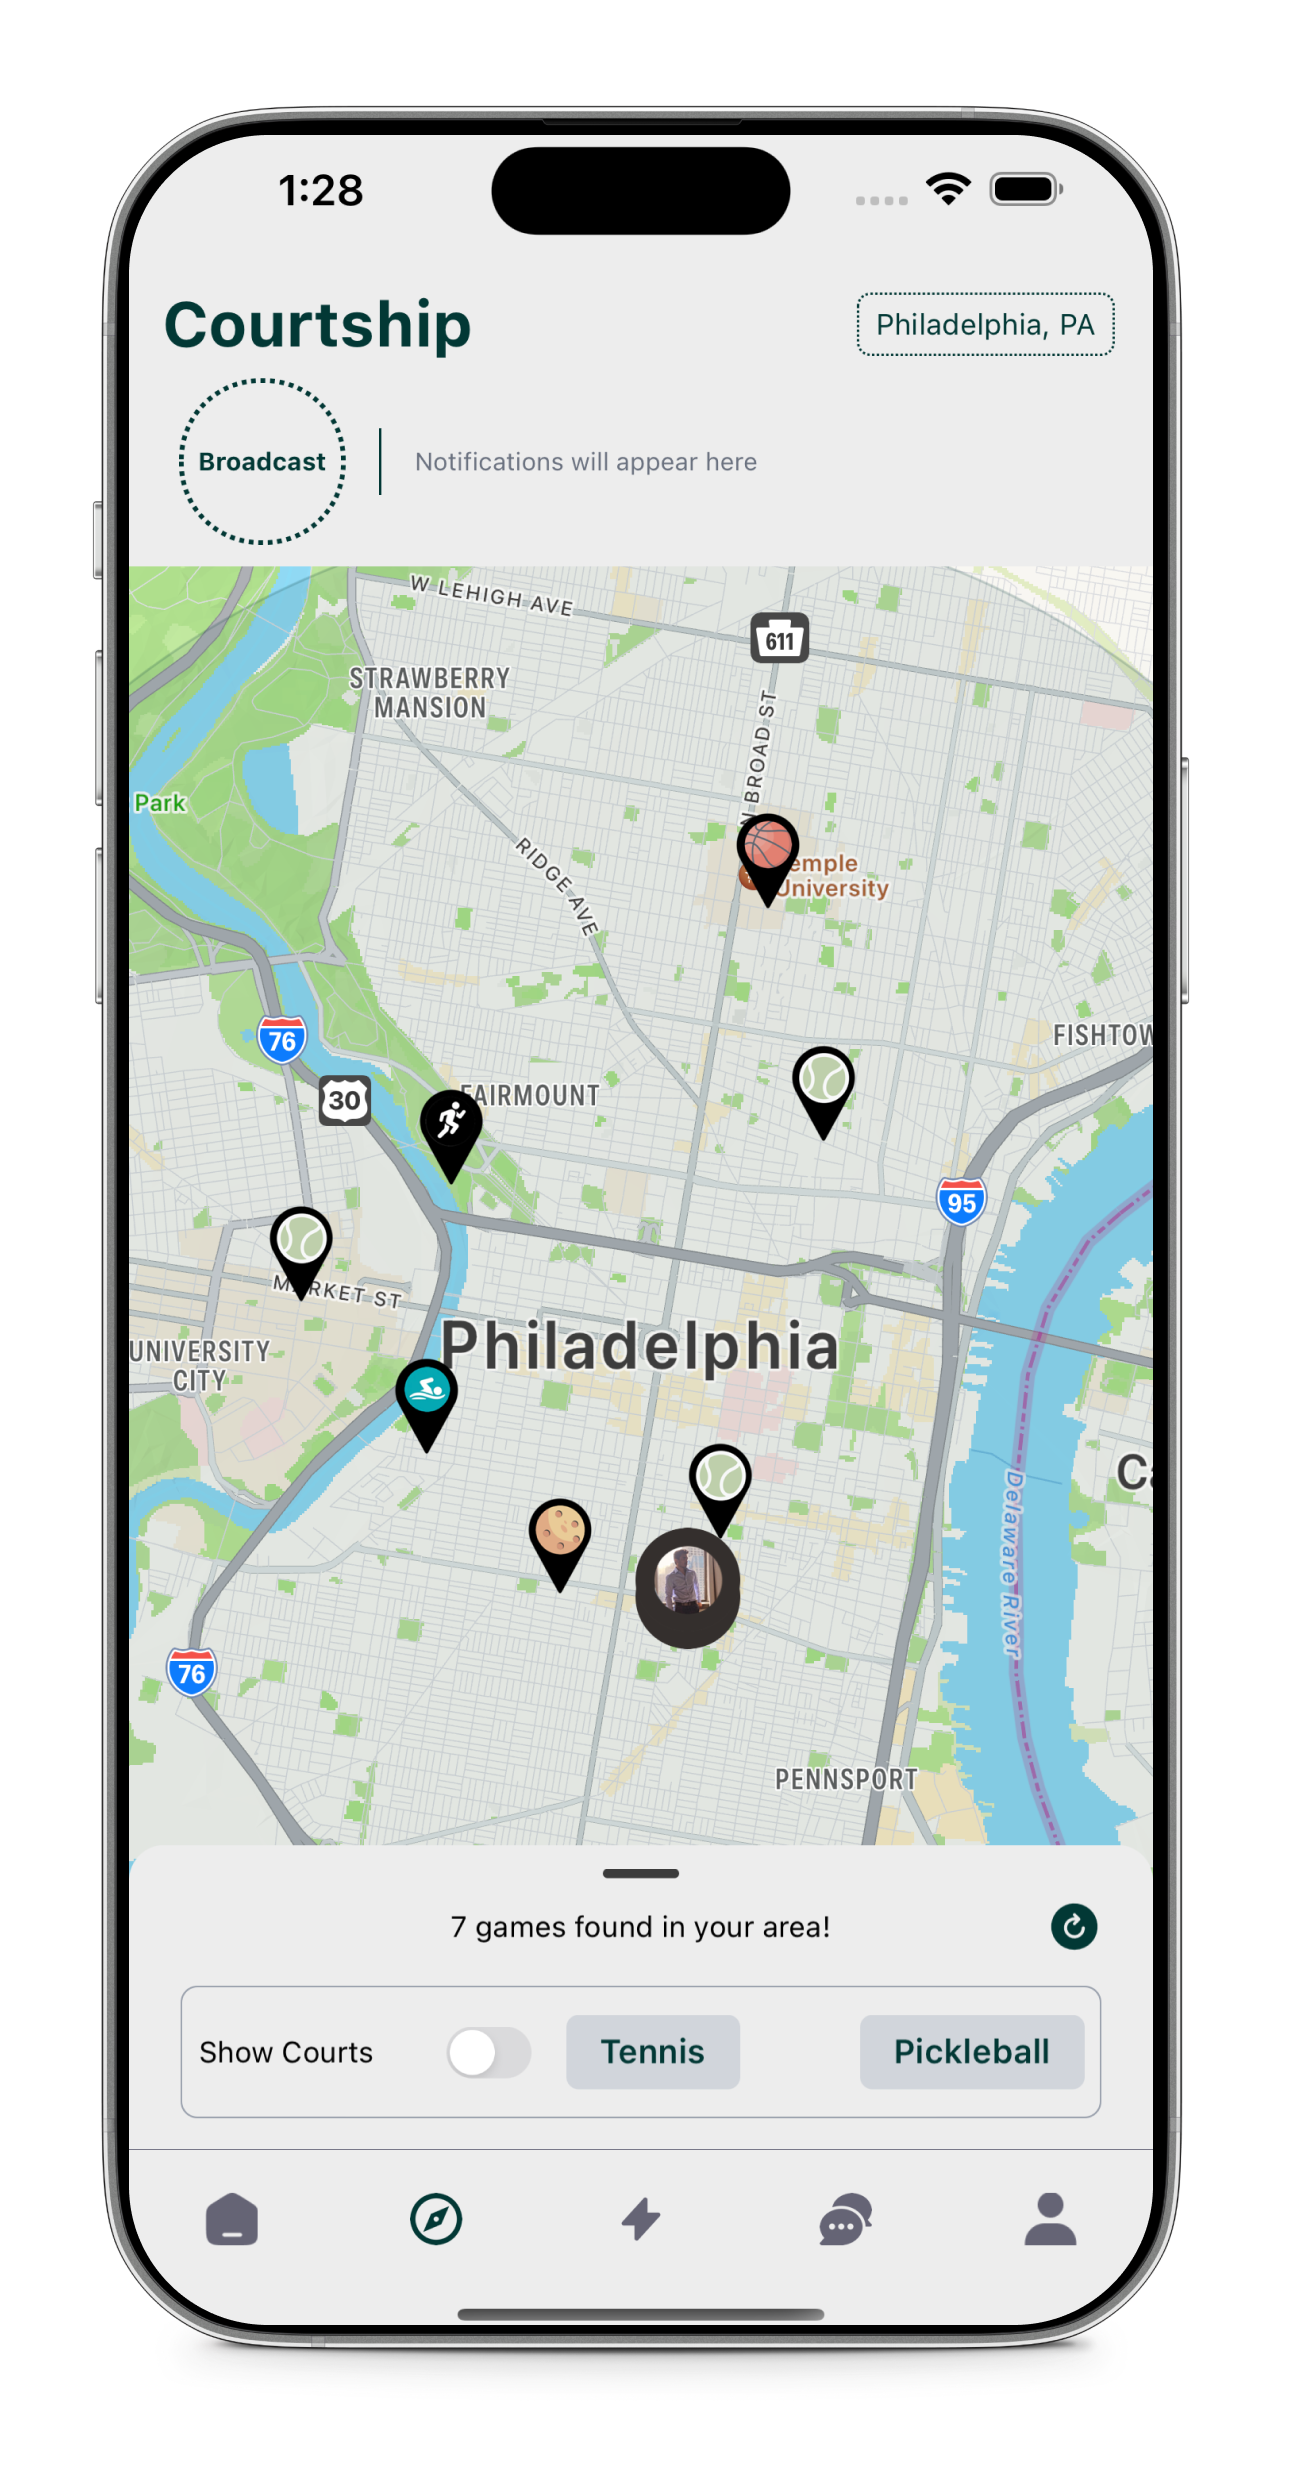 1:28
Courtship
Philadelphia, PA
Broadcast
Notifications will appear here
W LEHIGH AVE
611
STRAWBERRY
MANSION
N BROAD ST
Park
RIDGE AVE
emple
University
FISHTOW
76
30
FAIRMOUNT
95
MARKET ST
Philadelphia
UNIVERSITY
CITY
Ca
Delaware River
76
PENNSPORT
7 games found in your area!
Show Courts
Tennis
Pickleball